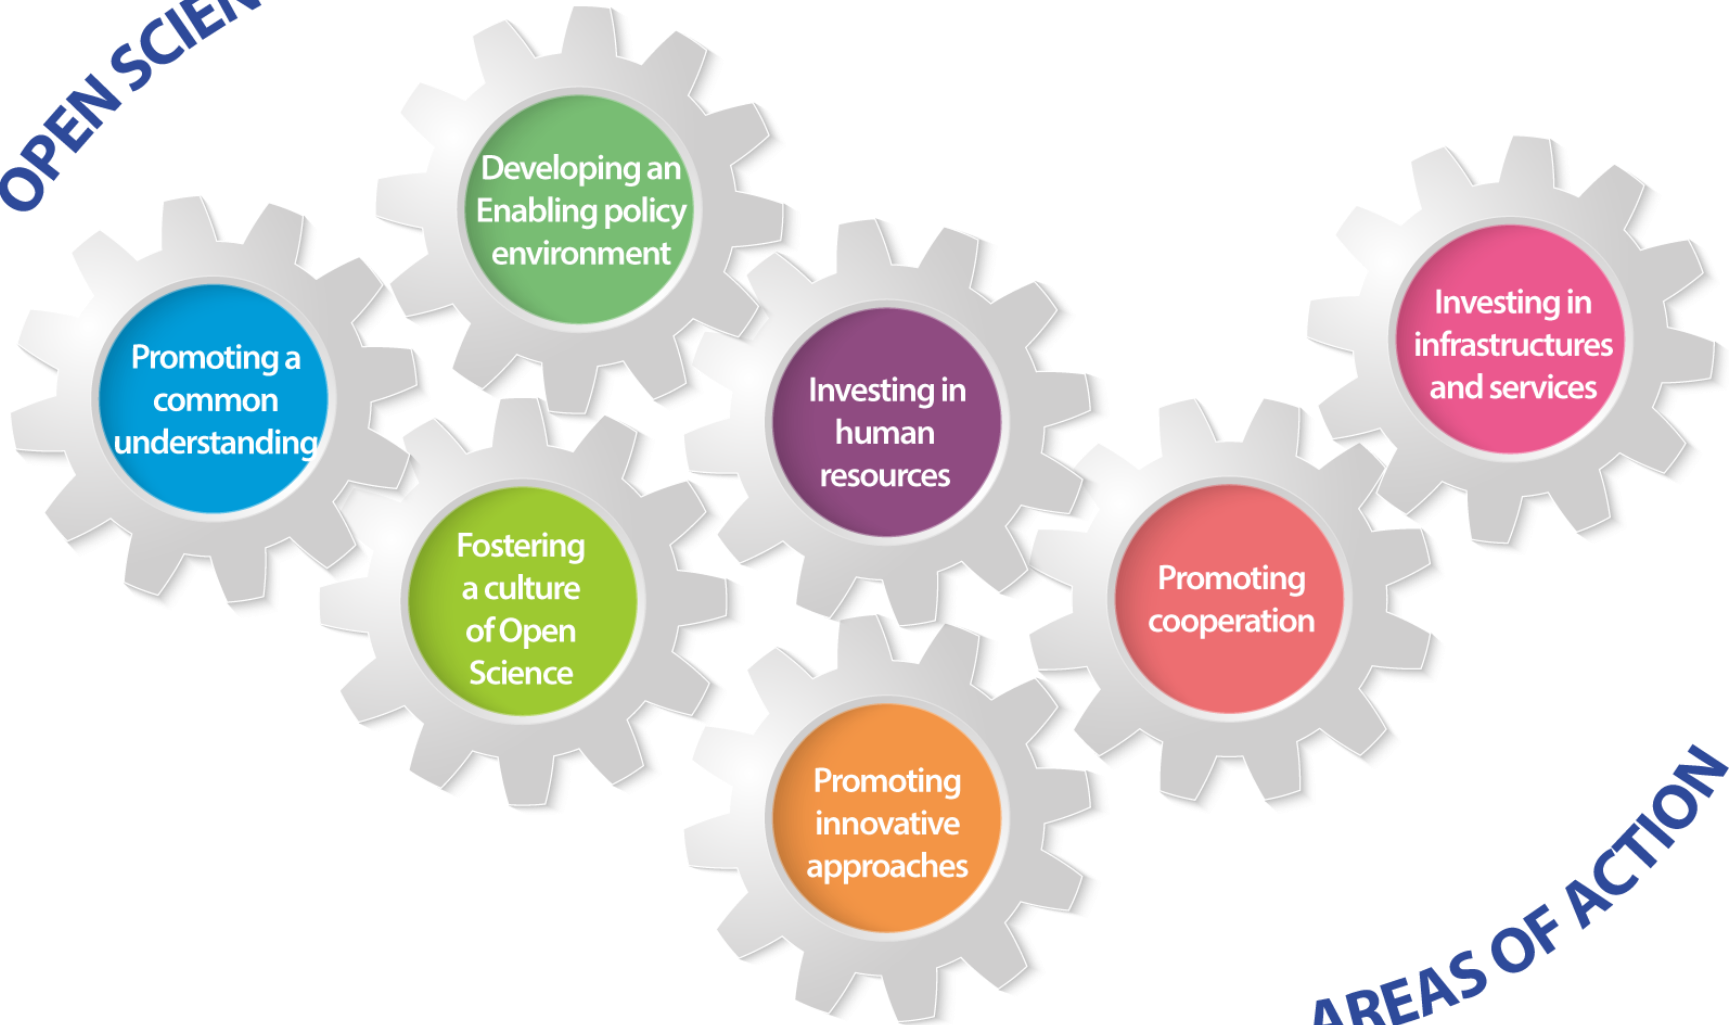 OPEN SCIEN
Developing an
Enabling policy
environment
Promoting a
common
understanding
Investing in
human
resources
Investing in
infrastructures
and services
Fostering
a culture
of Open
Science
Promoting
cooperation
Promoting
innovative
approaches
AREAS OF ACTION